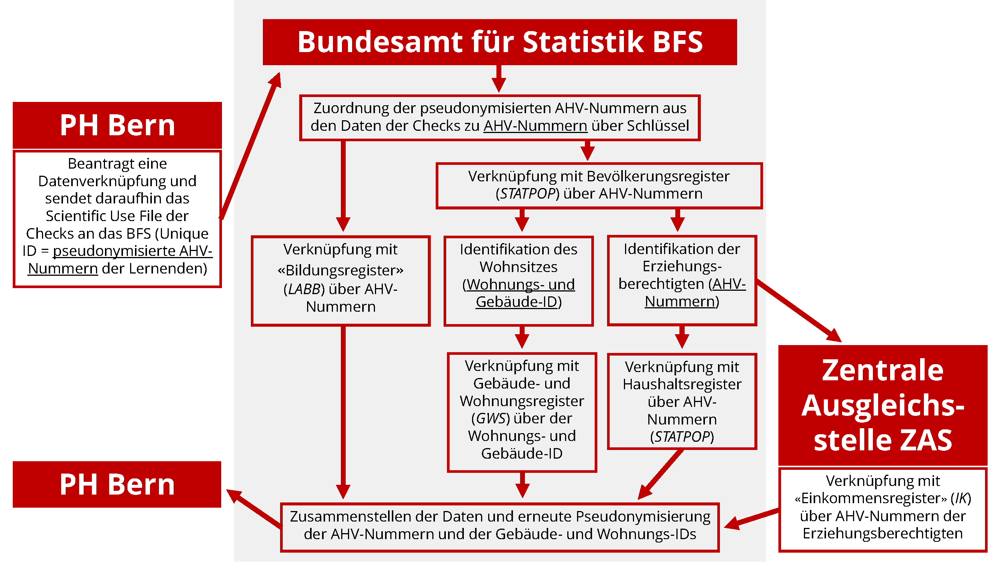 Bundesamt für Statistik BFS
PH Bern
Beantragt eine
Datenverknüpfung und
sendet daraufhin das
Scientific Use File der
Checks an das BFS (Unique
ID = pseudonymisierte AHV-
Nummern der Lernenden)
Zuordnung der pseudonymisierten AHV-Nummern aus
den Daten der Checks zu AHV-Nummern über Schlüssel
Verknüpfung mit Bevölkerungsregister
(STATPOP) über AHV-Nummern
Verknüpfung mit
«Bildungsregister»
(LABB) über AHV-
Nummern
Identifikation des
Wohnsitzes
(Wohnungs- und
Gebäude-ID)
Identifikation der
Erziehungs-
berechtigten (AHV-
Nummern)
Verknüpfung mit
Gebäude- und
Wohnungsregister
(GWS) über der
Wohnungs- und
Gebäude-ID
Verknüpfung mit
Haushaltsregister
über AHV-
Nummern
(STATPOP)
Zentrale
Ausgleichs-
stelle ZAS
Verknüpfung mit
«Einkommensregister» (IK)
über AHV-Nummern der
Erziehungsberechtigten
Zusammenstellen der Daten und erneute Pseudonymisierung
der AHV-Nummern und der Gebäude- und Wohnungs-IDs
PH Bern